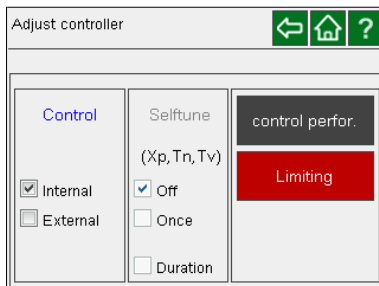 Adjust controller
?
Control
Internal
External
Selftune
(Xp,Tn,Tv)
Off
Once
Duration
control perfor.
Limiting